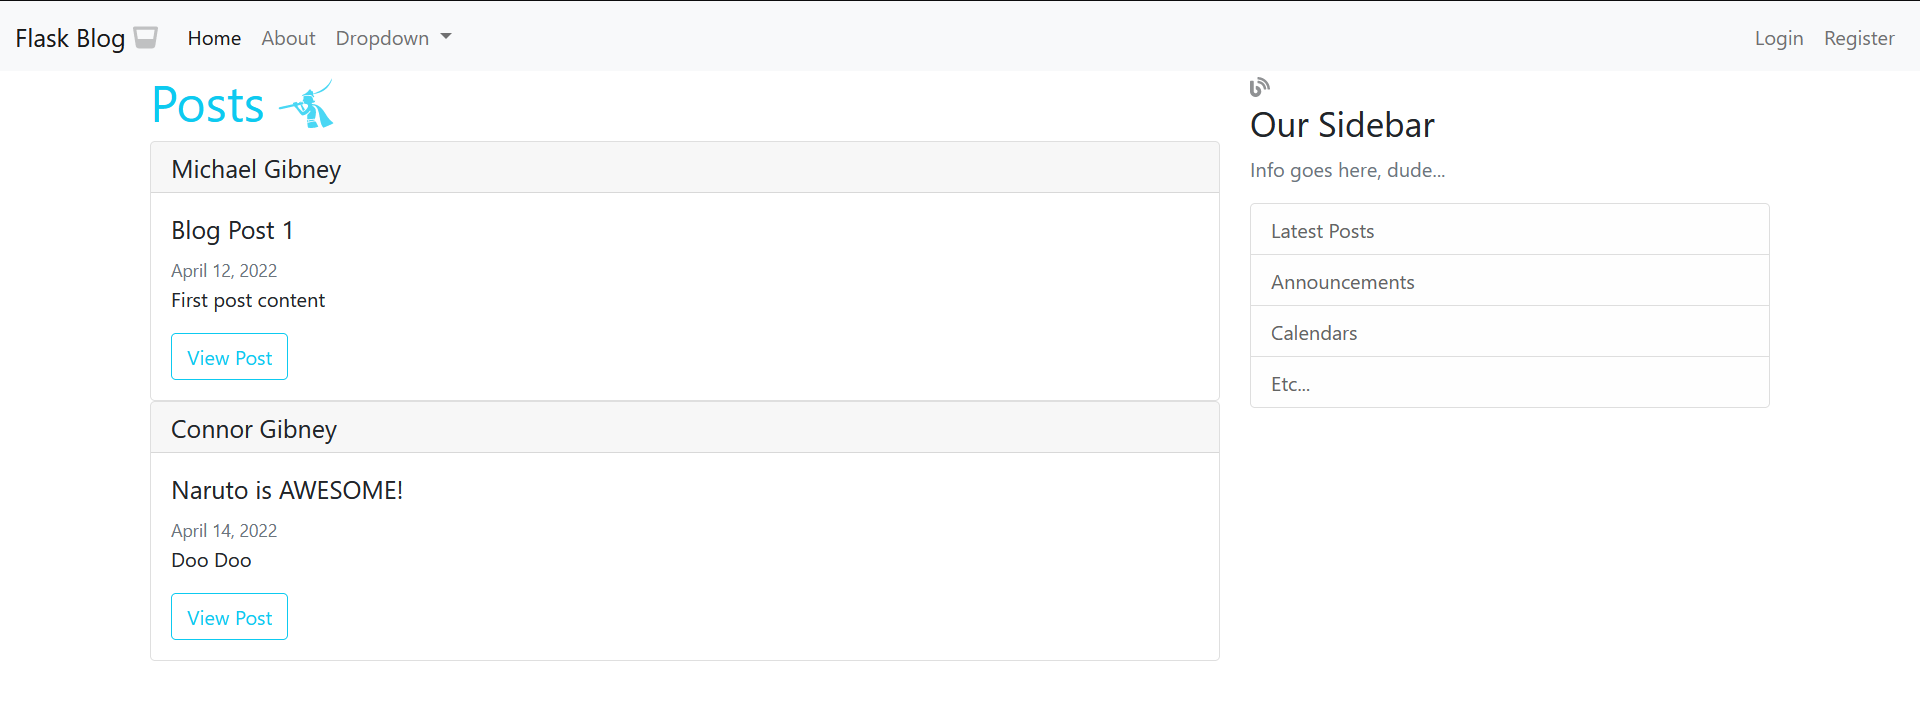 Flask Blog Home About Dropdown Login Register
Posts
Michael Gibney
Blog Post 1
April 12, 2022
First post content
View Post
Connor Gibney
Naruto is AWESOME!
April 14, 2022
Doo Doo
View Post
Our Sidebar
Info goes here, dude...
Latest Posts
Announcements
Calendars
Etc...